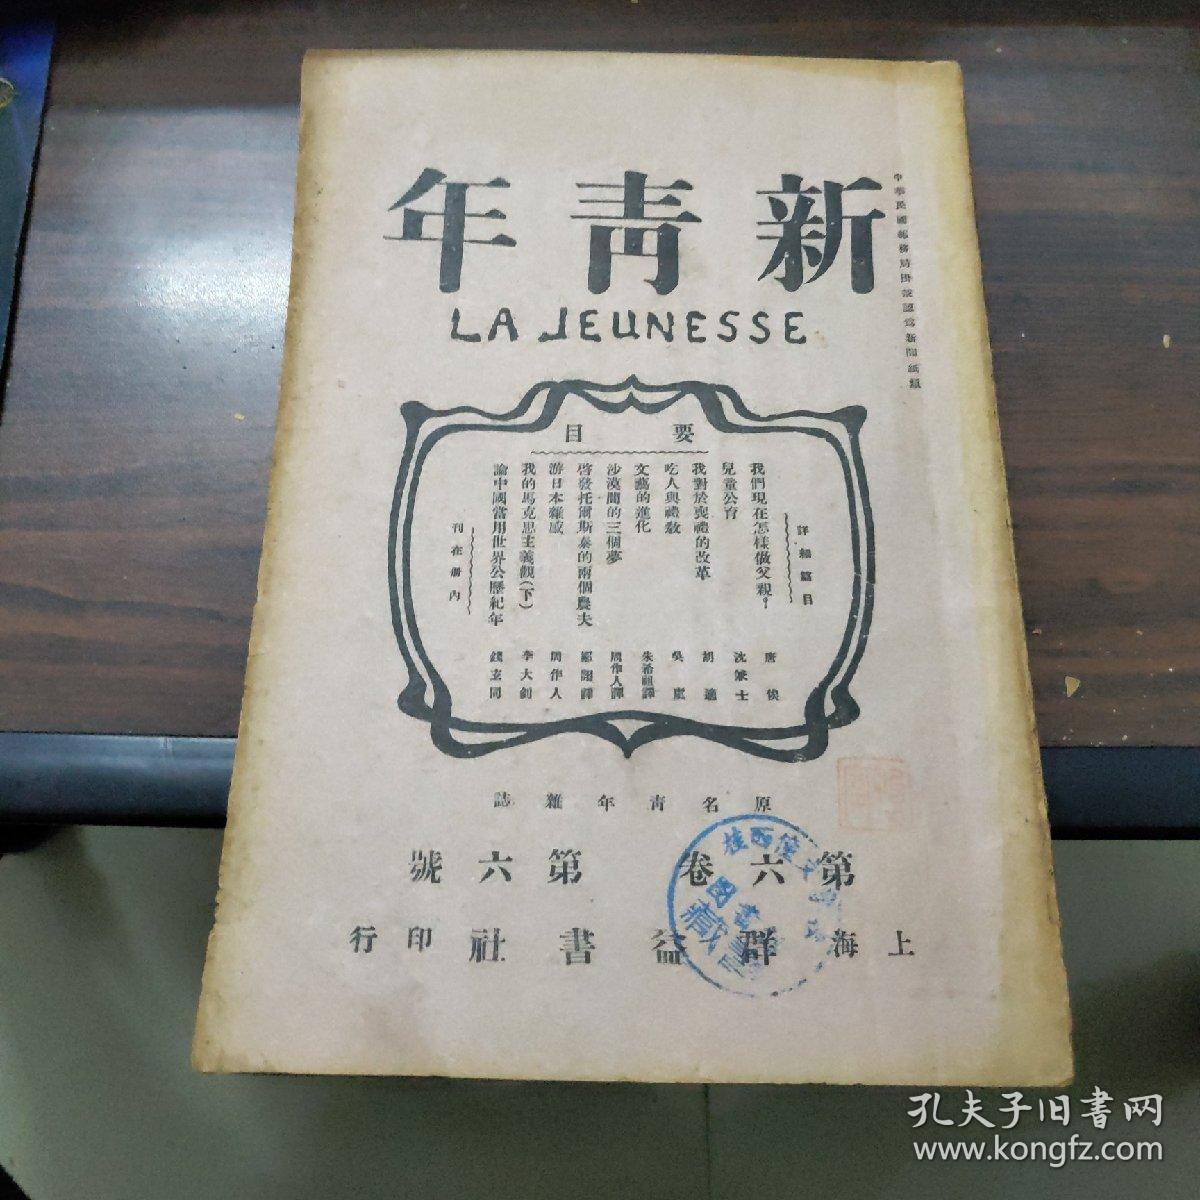 中華民國郵務局掛號認爲新聞紙類
新青年
LA JEUNESSE
要目
詳細篇目
我們現在怎樣做父親? 唐俟
兒童公育 沈兼士
我對於喪禮的改革 胡適
吃人與禮教 吳虞
文藝的進化 朱希祖譯
沙漠間的三個夢 周作人譯
啓發托爾斯泰的兩個農夫
游日本雜感 周作人
我的馬克思主義觀(下) 李大釗
論中國當用世界公歷紀年 錢玄同
刊在册內
原名青年雜誌
第六卷 第六號
上海群益書社印行
孔夫子旧书网
www.kongfz.com